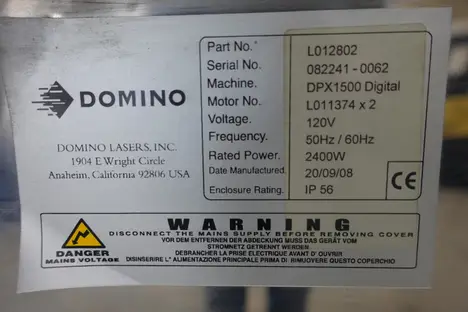 DOMINO
DOMINO LASERS, INC.
1904 E Wright Circle
Anaheim, California 92806 USA
Part No. L012802
Serial No. 082241-0062
Machine. DPX1500 Digital
Motor No. L011374 x 2
Voltage. 120V
Frequency. 50Hz / 60Hz
Rated Power. 2400W
Date Manufactured. 20/09/08
Enclosure Rating. IP 56
CE
DANGER
MAINS VOLTAGE
WARNING
DISCONNECT THE MAINS SUPPLY BEFORE REMOVING COVER
VOR DEM ENTFERNEN DER ABDECKUNG MUSS DAS GERÄT VOM
STROMNETZ GETRENNT WERDEN.
DEBRANCHER LA PRISE ELECTRIQUE AVANT D' OUVRIR
DISINSERIRE L' ALIMENTAZIONE PRINCIPALE PRIMA DI RIMUOVERE QUESTO COPERCHIO